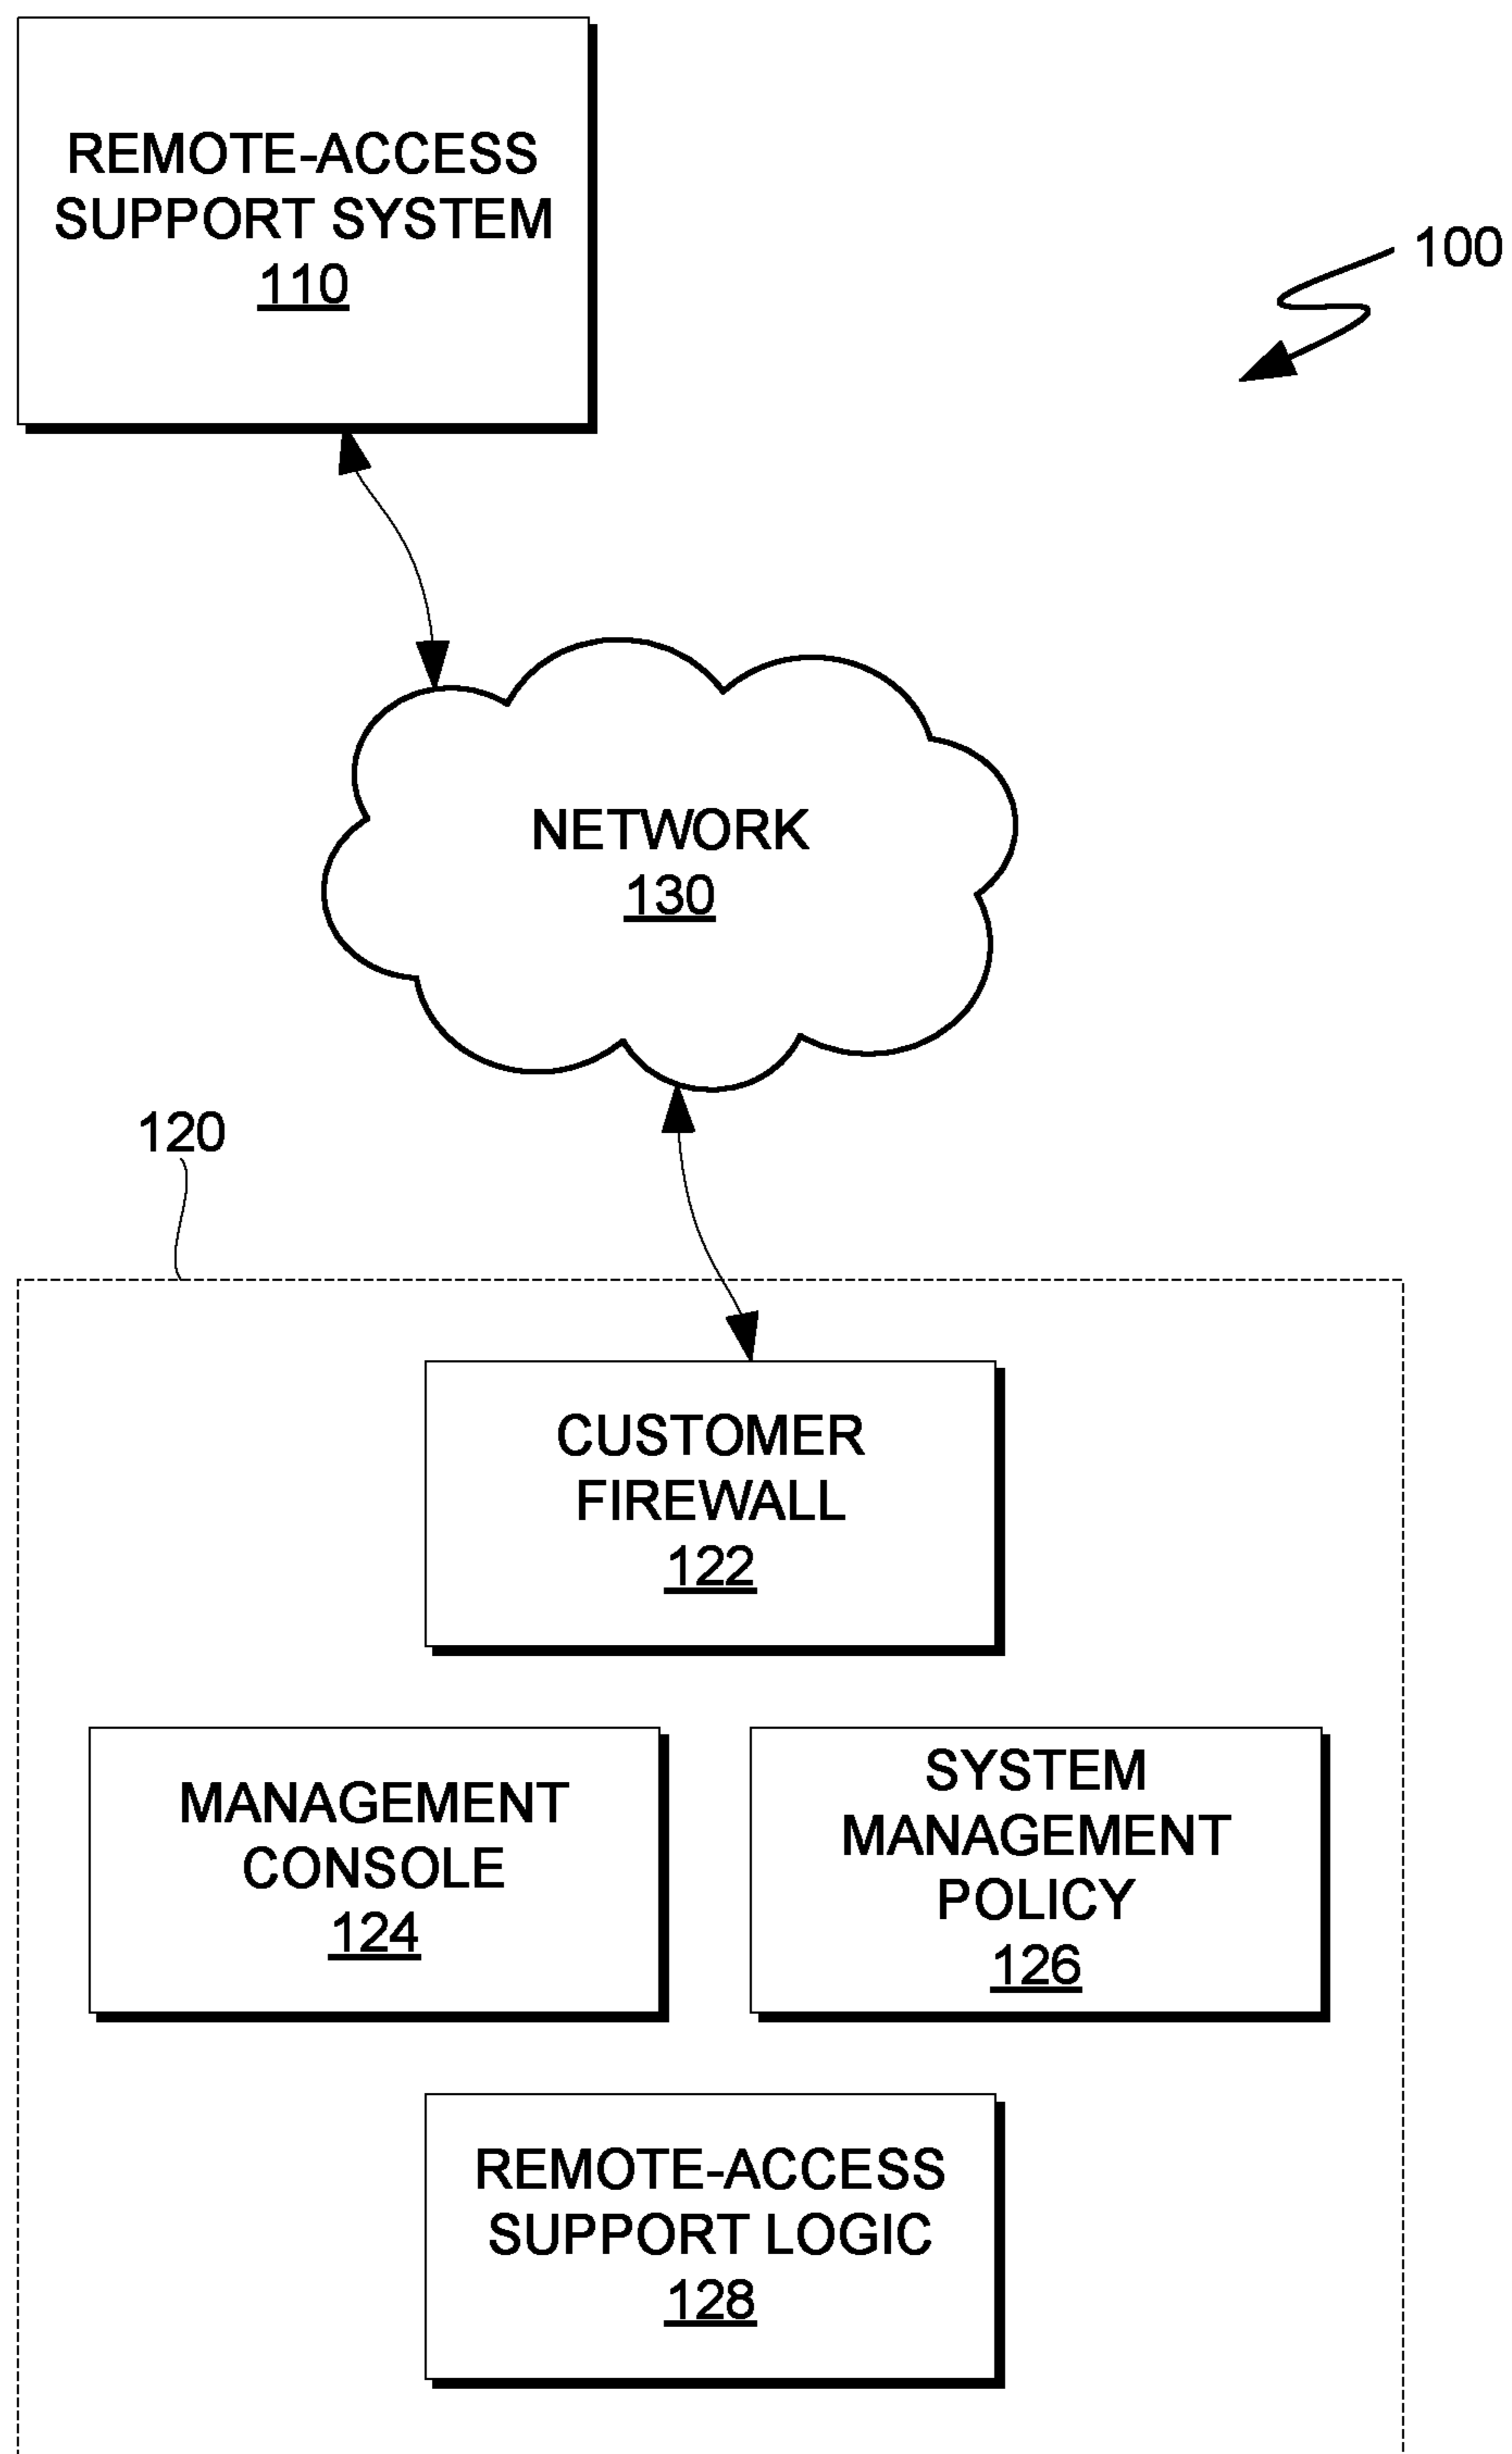 REMOTE-ACCESS
SUPPORT SYSTEM
110
100
NETWORK
130
120
CUSTOMER
FIREWALL
122
MANAGEMENT
CONSOLE
124
SYSTEM
MANAGEMENT
POLICY
126
REMOTE-ACCESS
SUPPORT LOGIC
128